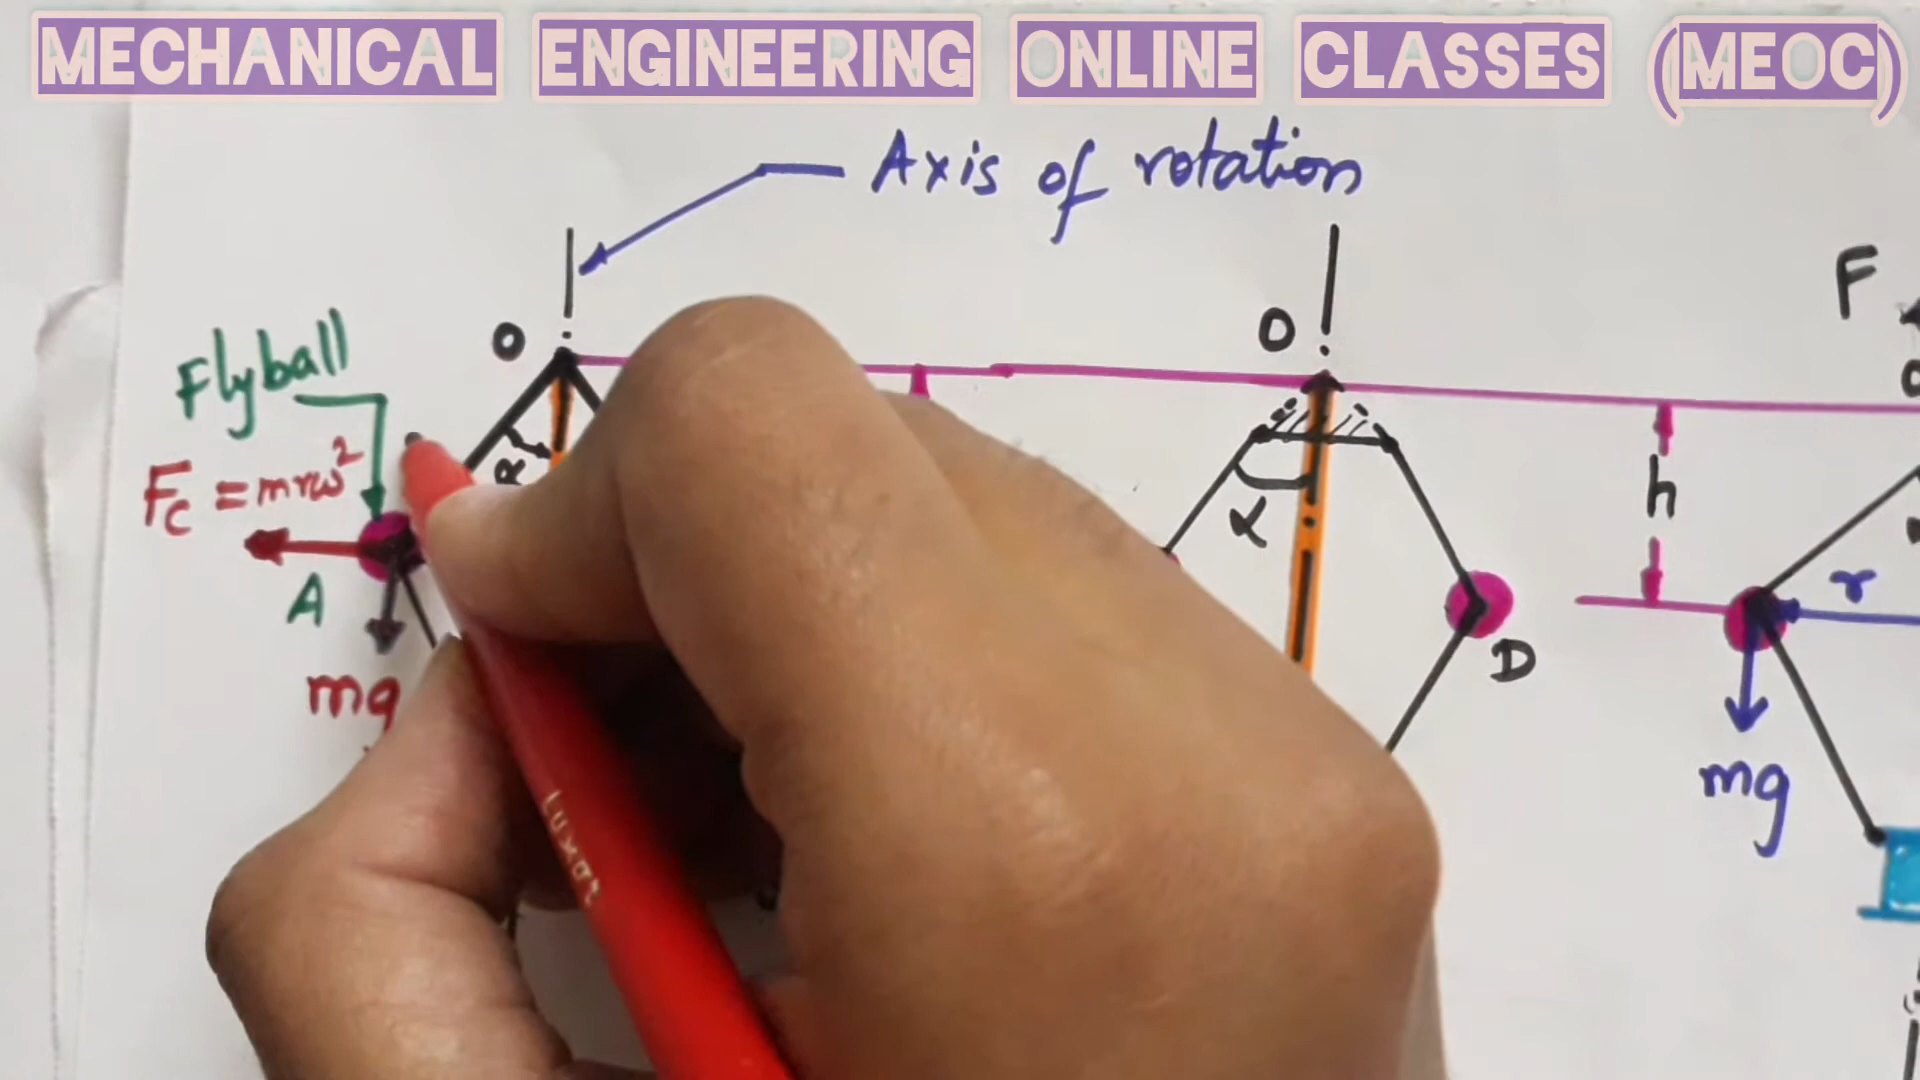 MECHANICAL ENGINEERING ONLINE CLASSES (MEOC)
Axis of rotation
O
O
F
Flyball
Fc = mrω²
α
α
h
A
r
mg
D
mg
Luxor